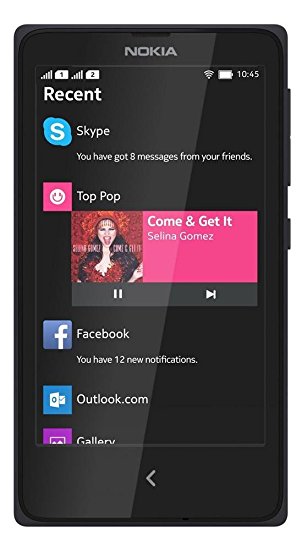 NOKIA
1 2 10:45
Recent
Skype
You have got 8 messages from your friends.
Top Pop
Come & Get It
Selina Gomez
SELENA GOMEZ COME & GET IT
Facebook
You have 12 new notifications.
Outlook.com
Gallery